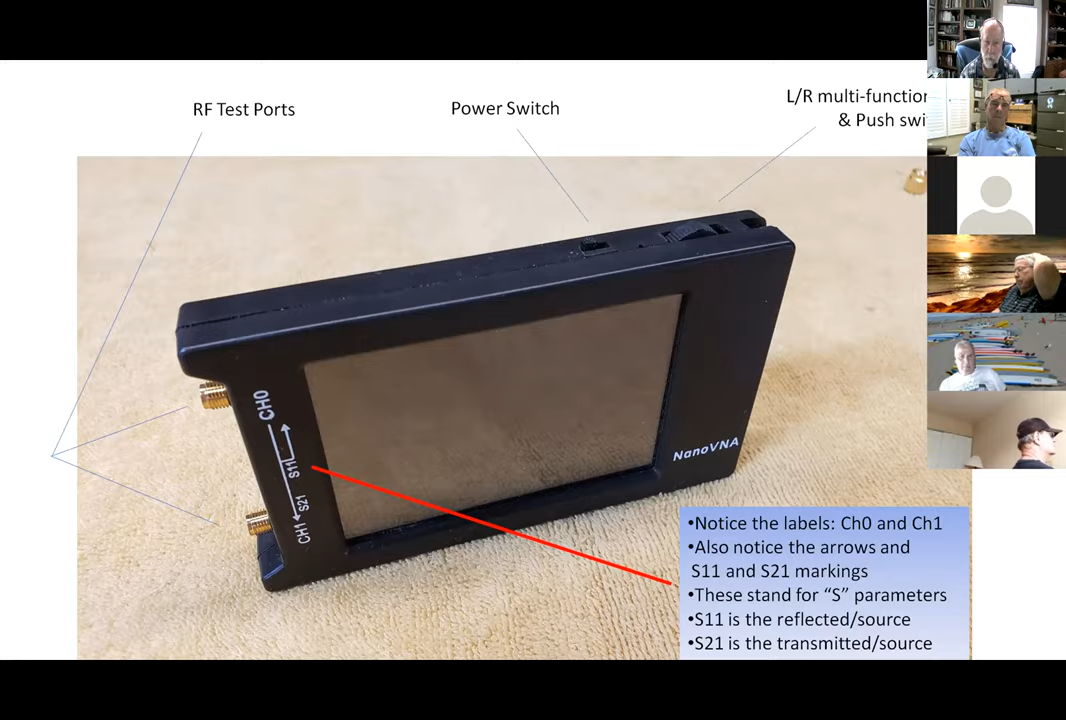 RF Test Ports
Power Switch
L/R multi-function
& Push
CH0
S11
S21
CH1
NanoVNA
•Notice the labels: Ch0 and Ch1
•Also notice the arrows and
S11 and S21 markings
•These stand for “S” parameters
•S11 is the reflected/source
•S21 is the transmitted/source